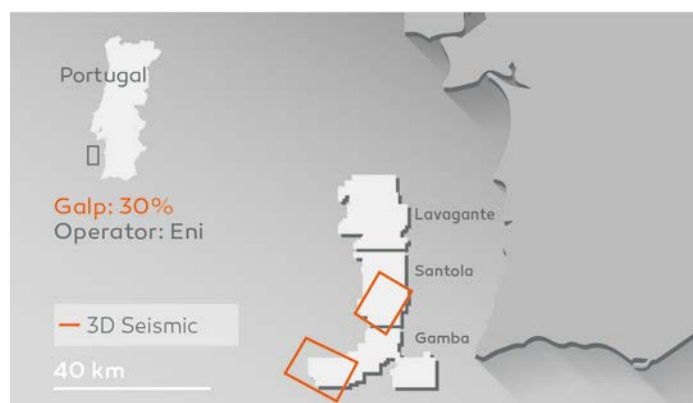 Portugal
Galp: 30%
Operator: Eni
Lavagante
Santola
Gamba
3D Seismic
40 km